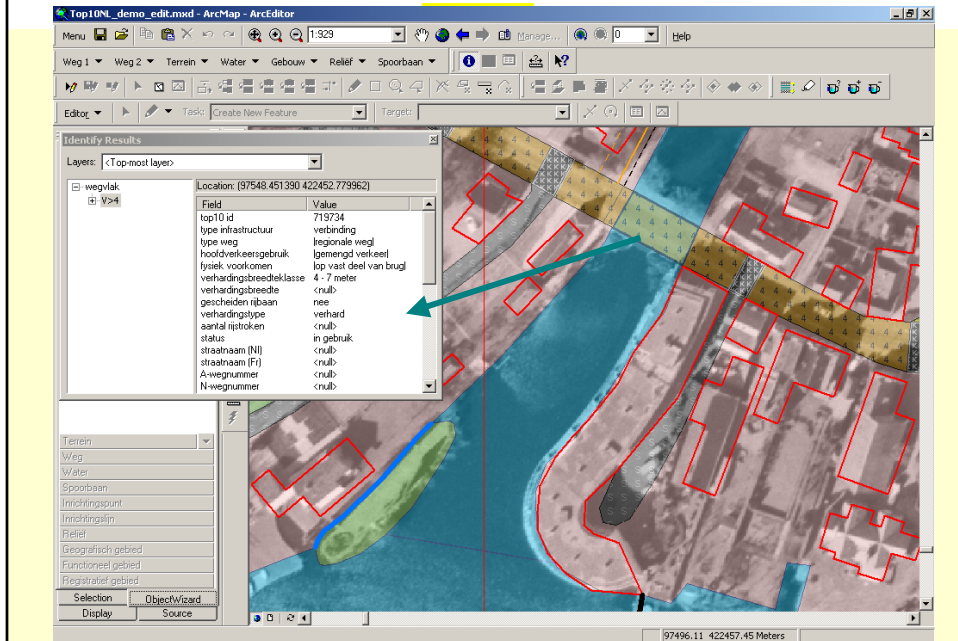 Top10NL_demo_edit.mxd - ArcMap - ArcEditor
Menu 1:929 Manage... 0 Help
Weg 1 Weg 2 Terrein Water Gebouw Reliëf Spoorbaan
Editor Task: Create New Feature Target:
Identify Results
Layers: <Top-most layer>
wegvlak
V>4
Location: (97548.451390 422452.779962)
Field Value
top10 id 719734
type infrastructuur verbinding
type weg |regionale weg|
hoofdverkeersgebruik |gemengd verkeer|
fysiek voorkomen |op vast deel van brug|
verhardingsbreedteklasse 4 - 7 meter
verhardingsbreedte <null>
gescheiden rijbaan nee
verhardingstype verhard
aantal rijstroken <null>
status in gebruik
straatnaam (Nl) <null>
straatnaam (Fr) <null>
A-wegnummer <null>
N-wegnummer <null>
Terrein
Weg
Water
Spoorbaan
Inrichtingspunt
Inrichtingslijn
Reliëf
Geografisch gebied
Functioneel gebied
Registratief gebied
Selection ObjectWizard
Display Source
97496.11 422457.45 Meters